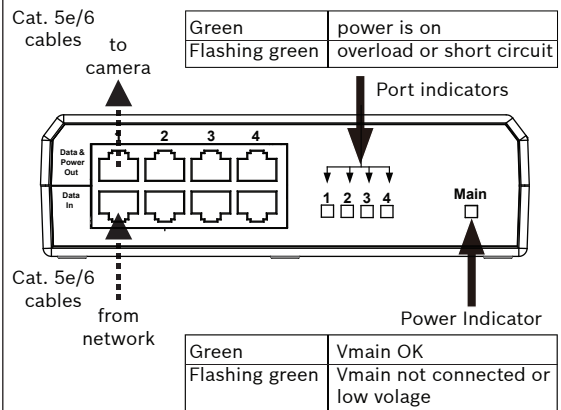 Cat. 5e/6
cables
to
camera
Green power is on
Flashing green overload or short circuit
Port indicators
1 2 3 4
Data &
Power
Out
Data
In
1 2 3 4
Main
Cat. 5e/6
cables
from
network
Power Indicator
Green Vmain OK
Flashing green Vmain not connected or
low volage